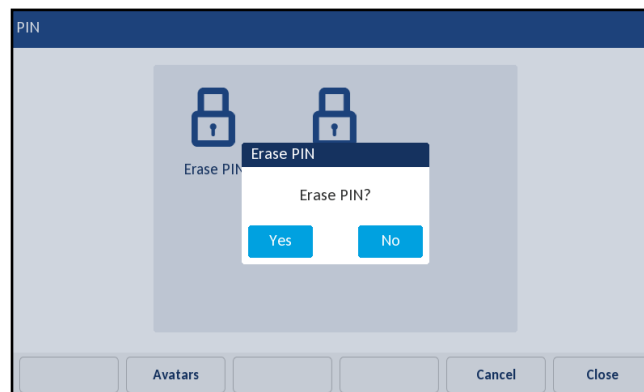 PIN
Erase PIN
Erase PIN
Erase PIN?
Yes No
Avatars Cancel Close